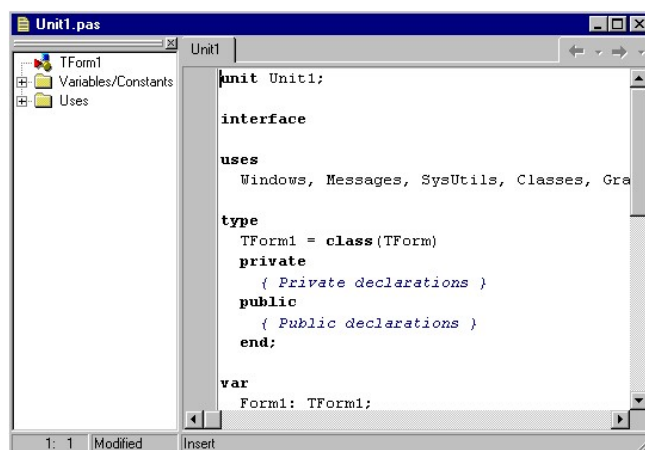 Unit1.pas
TForm1
Variables/Constants
Uses
Unit1
unit Unit1;
interface
uses
Windows, Messages, SysUtils, Classes, Gra
type
TForm1 = class(TForm)
private
{ Private declarations }
public
{ Public declarations }
end;
var
Form1: TForm1;
1: 1 Modified Insert